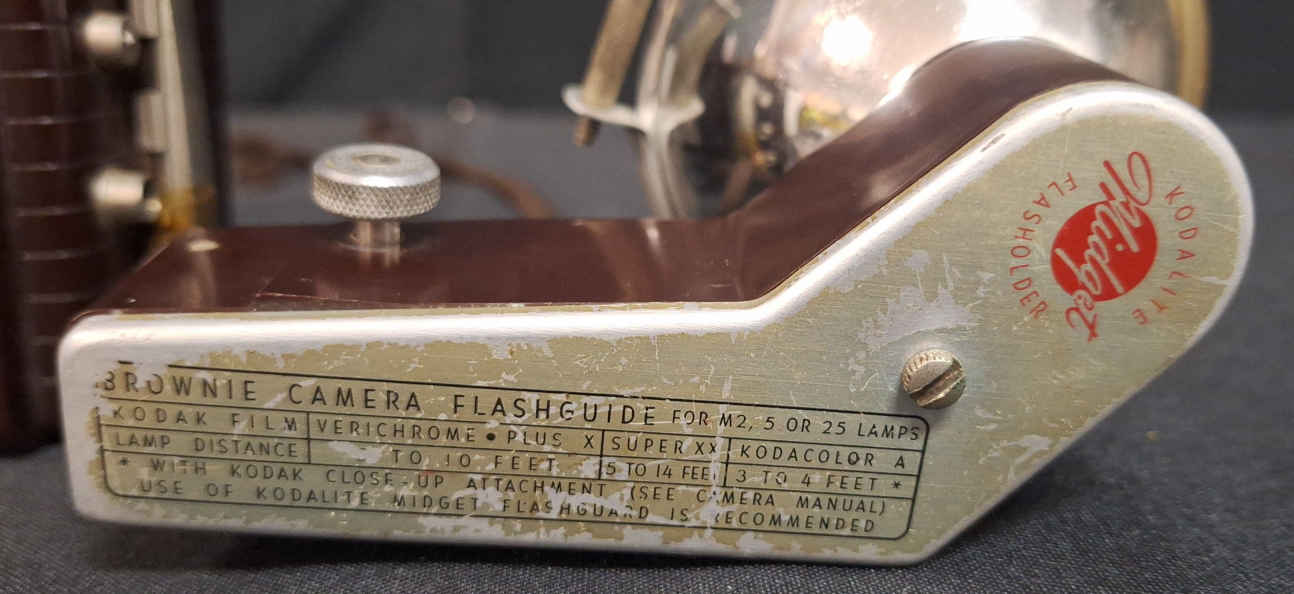 KODALITE
Midget
FLASHOLDER
BROWNIE CAMERA FLASHGUIDE FOR M2, 5 OR 25 LAMPS
KODAK FILM VERICHROME • PLUS X SUPER XX KODACOLOR A
LAMP DISTANCE TO 10 FEET 5 TO 14 FEET 3 TO 4 FEET *
* WITH KODAK CLOSE-UP ATTACHMENT (SEE CAMERA MANUAL)
USE OF KODALITE MIDGET FLASHGUARD IS RECOMMENDED